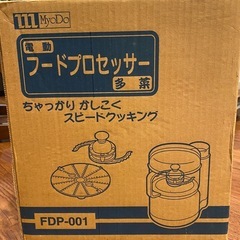 MyoDo
電動
フードプロセッサー
多菜
ちゃっかり かしこく
スピードクッキング
FDP-001